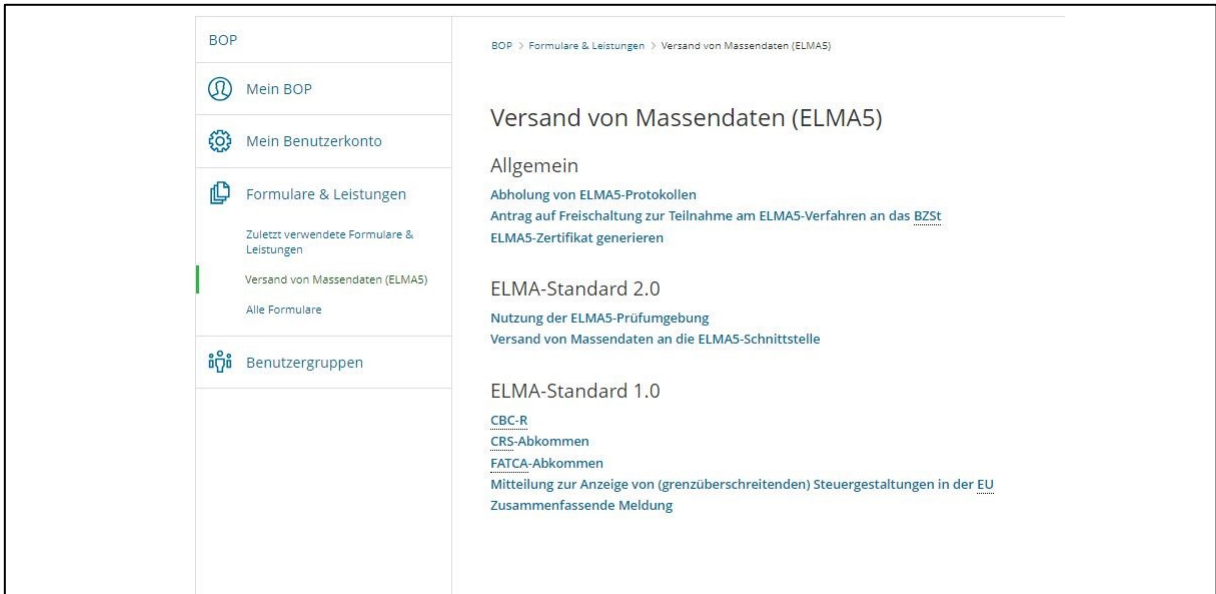 BOP
Mein BOP
Mein Benutzerkonto
Formulare & Leistungen
Zuletzt verwendete Formulare &
Leistungen
Versand von Massendaten (ELMA5)
Alle Formulare
Benutzergruppen
BOP > Formulare & Leistungen > Versand von Massendaten (ELMA5)
Versand von Massendaten (ELMA5)
Allgemein
Abholung von ELMA5-Protokollen
Antrag auf Freischaltung zur Teilnahme am ELMA5-Verfahren an das BZSt
ELMA5-Zertifikat generieren
ELMA-Standard 2.0
Nutzung der ELMA5-Prüfumgebung
Versand von Massendaten an die ELMA5-Schnittstelle
ELMA-Standard 1.0
CBC-R
CRS-Abkommen
FATCA-Abkommen
Mitteilung zur Anzeige von (grenzüberschreitenden) Steuergestaltungen in der EU
Zusammenfassende Meldung